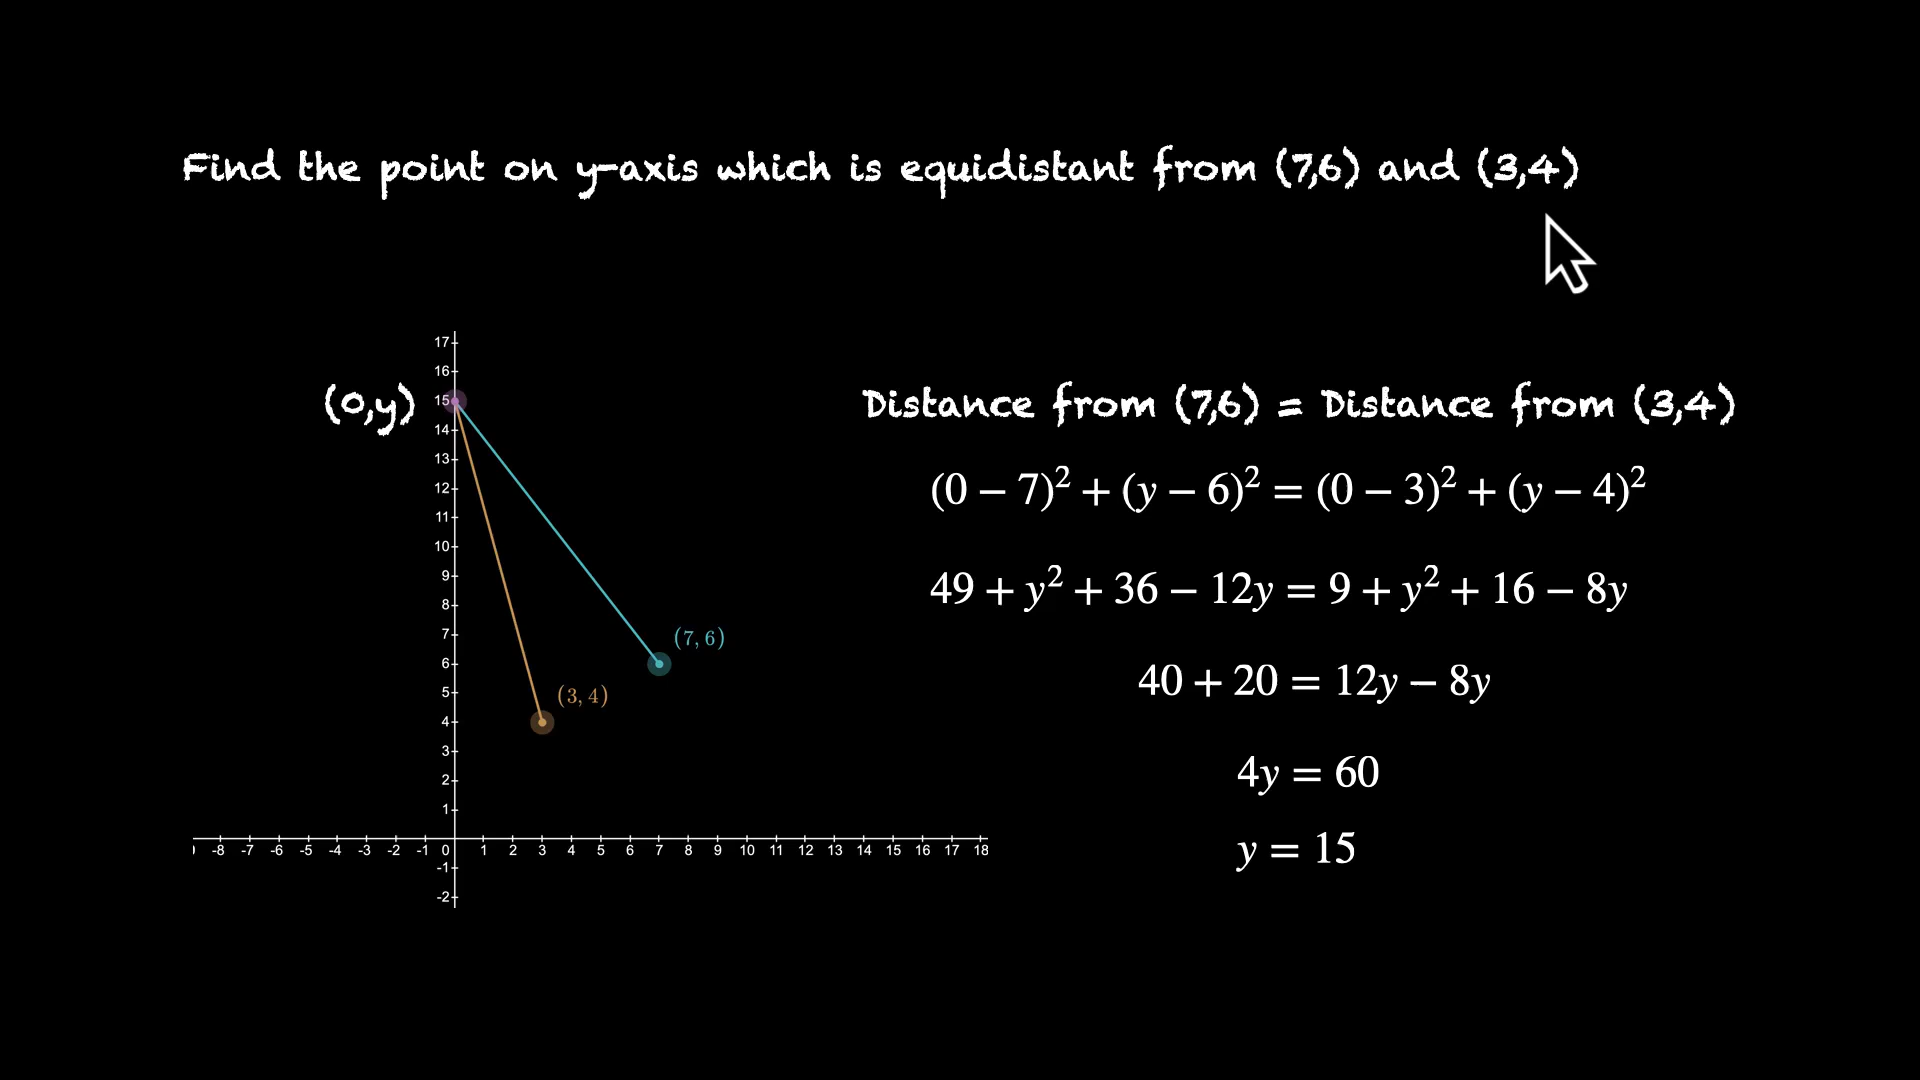 Find the point on y-axis which is equidistant from (7,6) and (3,4)
17
16
(0,y) 15
Distance from (7,6) = Distance from (3,4)
14
13
12
(0 − 7)² + (y − 6)² = (0 − 3)² + (y − 4)²
11
10
9
49 + y² + 36 − 12y = 9 + y² + 16 − 8y
8
7
(7, 6)
6
5
(3, 4)
40 + 20 = 12y − 8y
4
3
2
4y = 60
1
-8 -7 -6 -5 -4 -3 -2 -1 0 1 2 3 4 5 6 7 8 9 10 11 12 13 14 15 16 17 18
y = 15
-1
-2